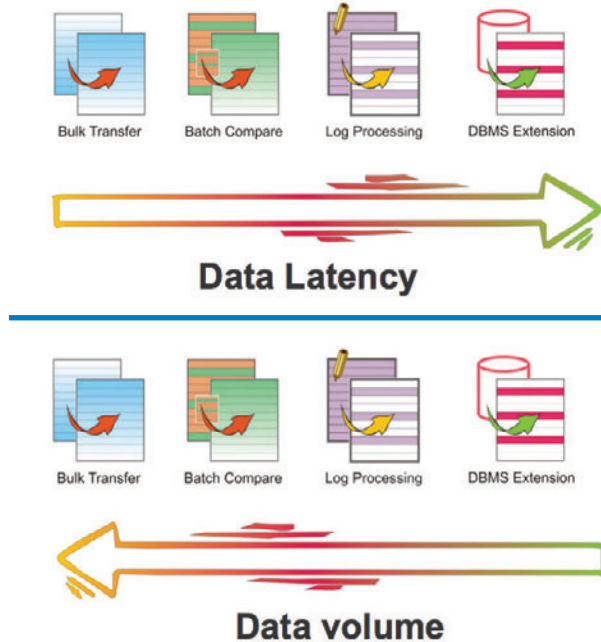 Bulk Transfer Batch Compare Log Processing DBMS Extension
Data Latency
Bulk Transfer Batch Compare Log Processing DBMS Extension
Data volume